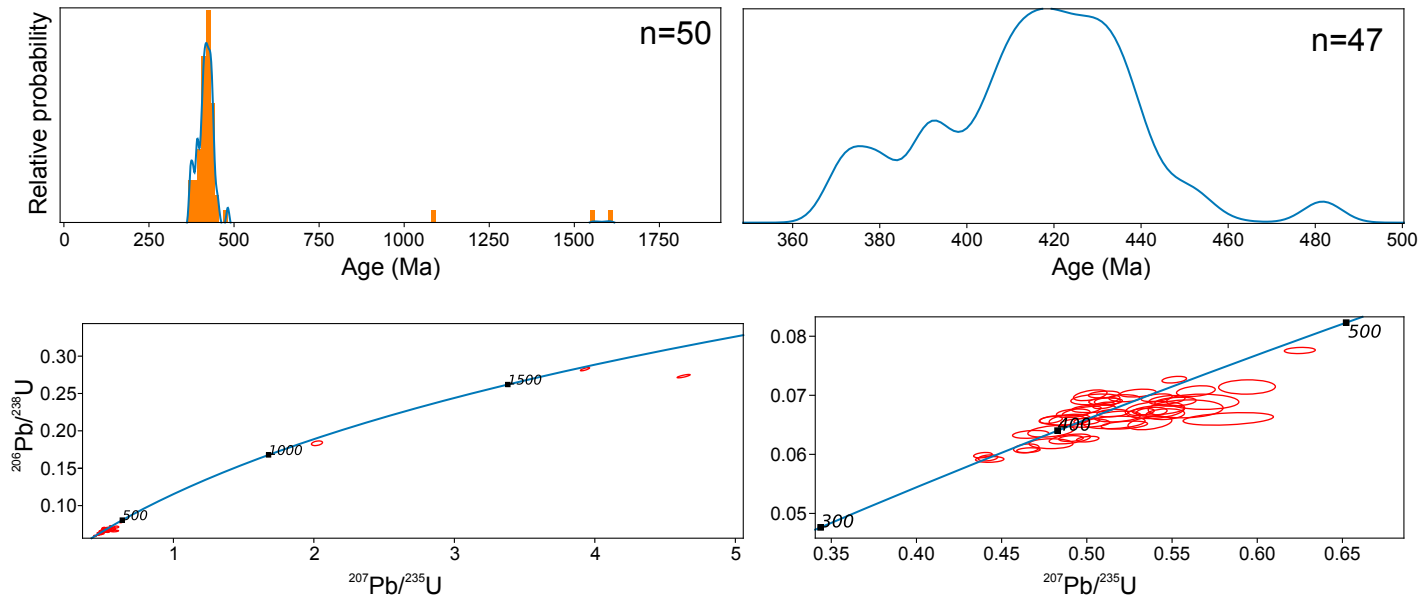 Relative probability
n=50
0 250 500 750 1000 1250 1500 1750
Age (Ma)
n=47
360 380 400 420 440 460 480 500
Age (Ma)
²⁰⁶Pb/²³⁸U
0.30
0.25
0.20
0.15
0.10
500
1000
1500
1 2 3 4 5
²⁰⁷Pb/²³⁵U
0.08
0.07
0.06
0.05
300
400
500
0.35 0.40 0.45 0.50 0.55 0.60 0.65
²⁰⁷Pb/²³⁵U